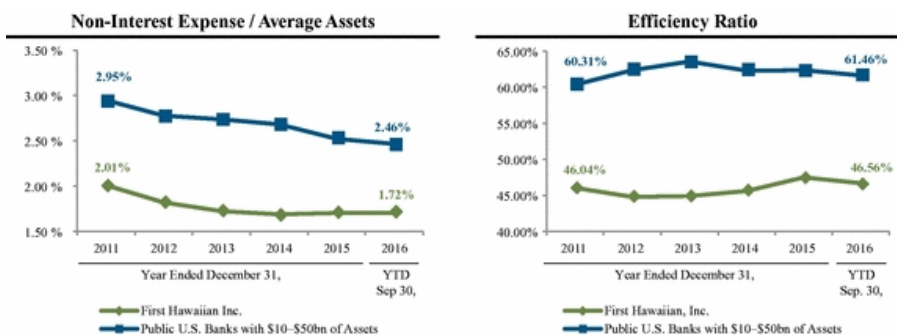 Non-Interest Expense / Average Assets
3.50 %
3.00 %
2.50 %
2.00 %
1.50 %
2.95%
2.46%
2.01%
1.72%
2011 2012 2013 2014 2015 2016
Year Ended December 31,
YTD
Sep 30,
First Hawaiian Inc.
Public U.S. Banks with $10–$50bn of Assets
Efficiency Ratio
65.00%
60.00%
55.00%
50.00%
45.00%
40.00%
60.31%
61.46%
46.04%
46.56%
2011 2012 2013 2014 2015 2016
Year Ended December 31,
YTD
Sep. 30,
First Hawaiian, Inc.
Public U.S. Banks with $10–$50bn of Assets